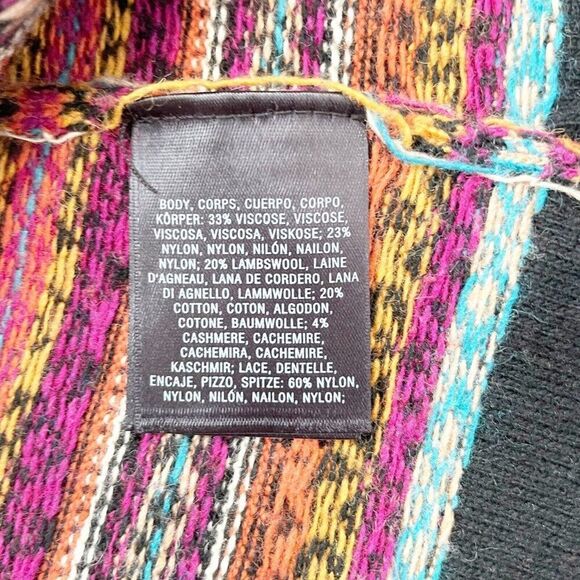 BODY, CORPS, CUERPO, CORPO,
KÖRPER: 33% VISCOSE, VISCOSE,
VISCOSA, VISCOSA, VISKOSE; 23%
NYLON, NYLON, NILÓN, NAILON,
NYLON; 20% LAMBSWOOL, LAINE
D'AGNEAU, LANA DE CORDERO, LANA
DI AGNELLO, LAMMWOLLE; 20%
COTTON, COTON, ALGODON,
COTONE, BAUMWOLLE; 4%
CASHMERE, CACHEMIRE,
CACHEMIRA, CACHEMIRE,
KASCHMIR; LACE, DENTELLE,
ENCAJE, PIZZO, SPITZE: 60% NYLON,
NYLON, NILÓN, NAILON, NYLON;